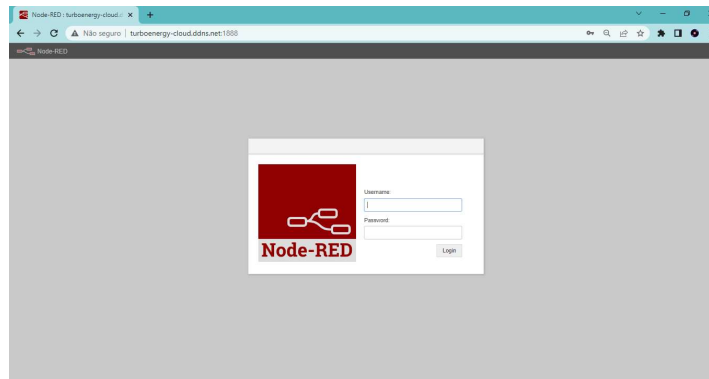 Node-RED : turboenergy-cloud.
Não seguro | turboenergy-cloud.ddns.net:1888
Node-RED
Username:
Password:
Node-RED
Login